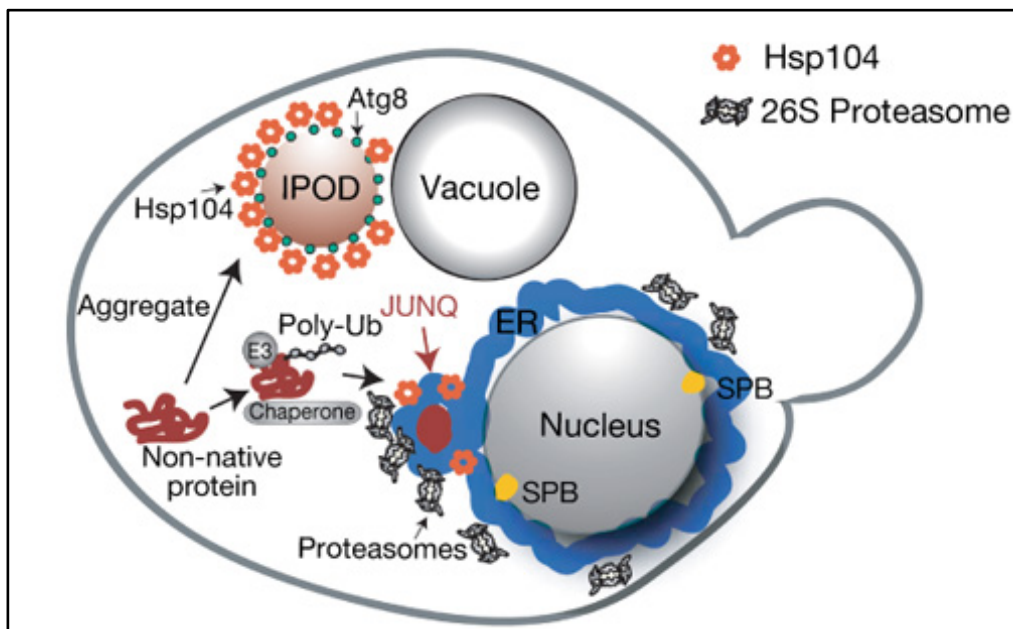 Hsp104
26S Proteasome
Atg8
IPOD
Vacuole
Hsp104
Aggregate
JUNQ
Poly-Ub
ER
E3
SPB
Chaperone
Nucleus
Non-native
protein
SPB
Proteasomes